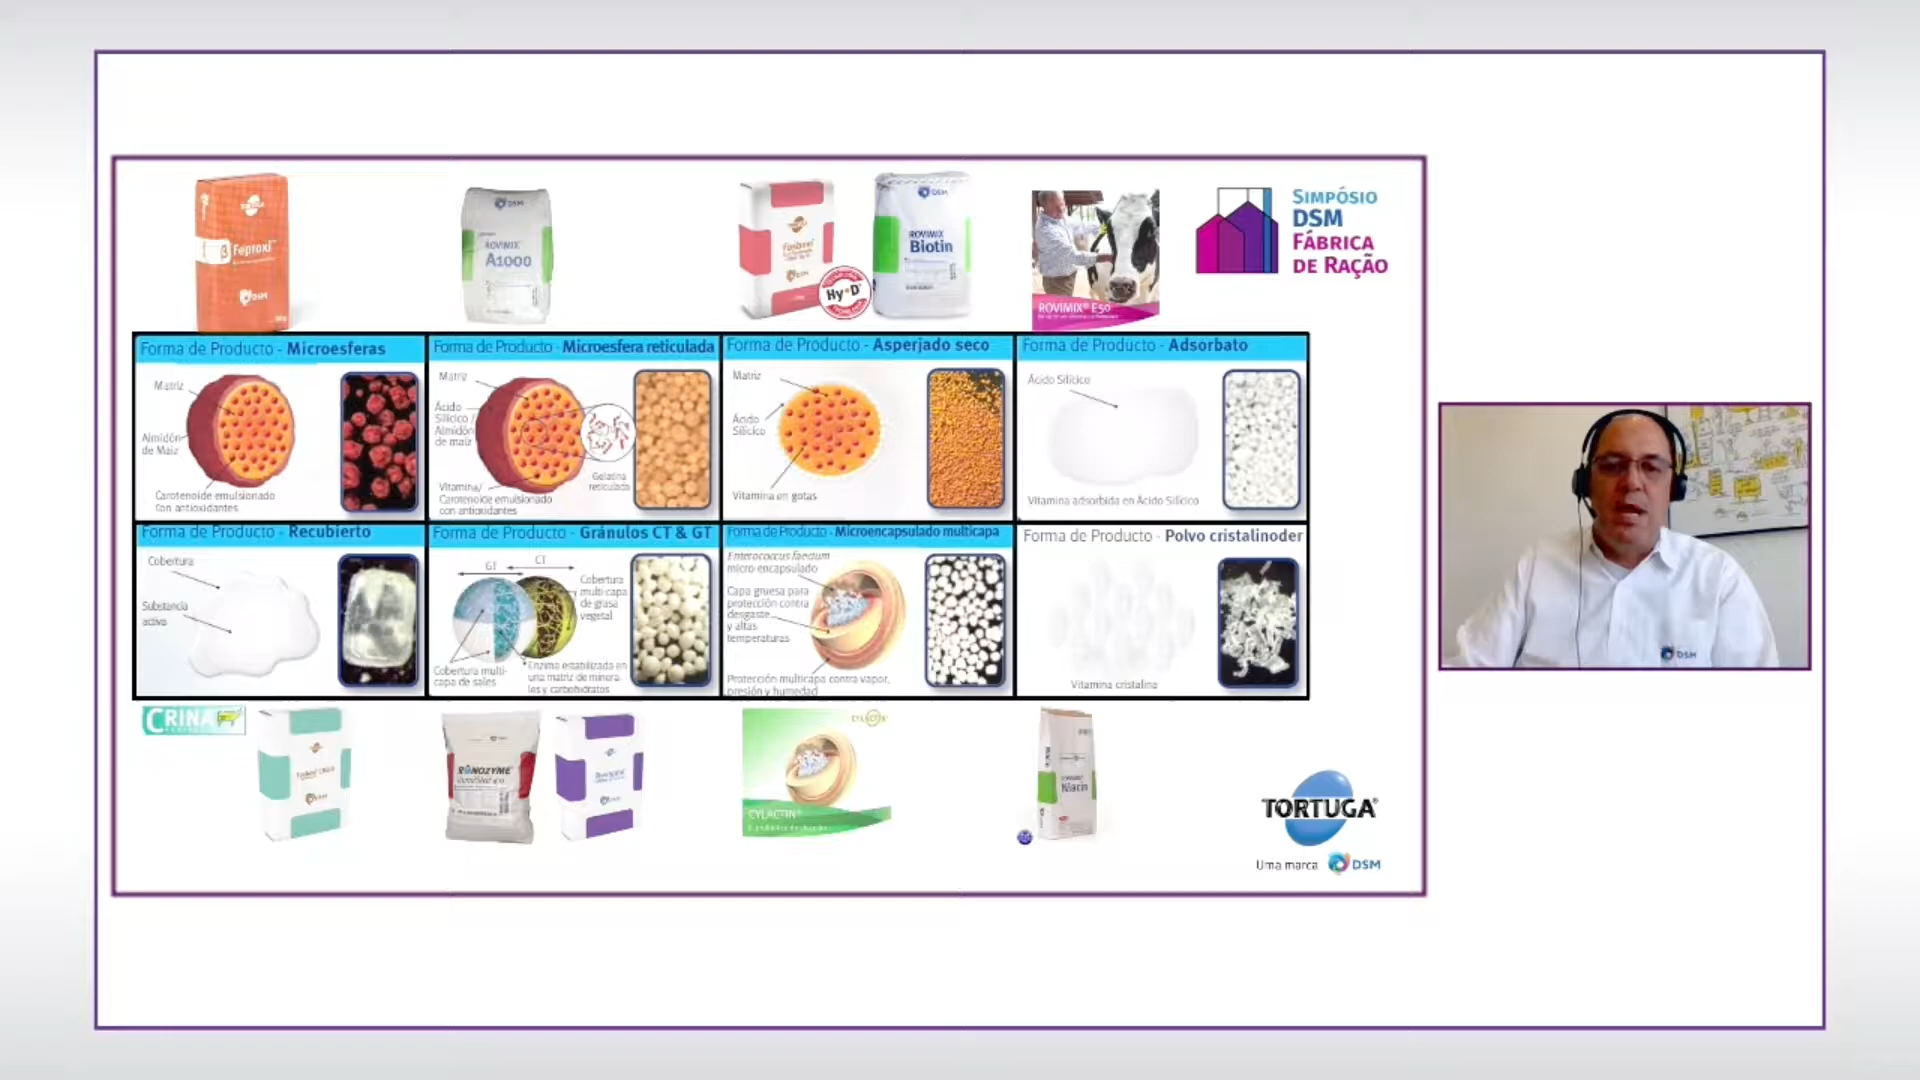 TORTUGA
β Feproxi
DSM
DSM
ROVIMIX
A1000
DSM
Hy•D
DSM
ROVIMIX
Biotin
ROVIMIX® E50
SIMPÓSIO
DSM
FÁBRICA
DE RAÇÃO
Forma de Producto - Microesferas
Matriz
Almidón
de Maiz
Carotenoide emulsionado
con antioxidantes
Forma de Producto - Microesfera reticulada
Matriz
Ácido
Silícico /
Almidón
de maíz
Gelatina
reticulada
Vitamina/
Carotenoide emulsionado
con antioxidantes
Forma de Producto - Asperjado seco
Matriz
Ácido
Silícico
Vitamina en gotas
Forma de Producto - Adsorbato
Ácido Silícico
Vitamina adsorbida en Ácido Silícico
Forma de Producto - Recubierto
Cobertura
Substancia
activa
Forma de Producto - Gránulos CT & GT
GT
CT
Cobertura
multi capa
de grasa
vegetal
Cobertura multi-
capa de sales
Enzima estabilizada en
una matriz de minera-
les y carbohidratos
Forma de Producto - Microencapsulado multicapa
Enterococcus faecium
micro encapsulado
Capa gruesa para
protección contra
desgaste
y altas
temperaturas
Protección multicapa contra vapor,
presión y humedad
Forma de Producto - Polvo cristalinoder
Vitamina cristalina
CRINA
RONOZYME
CYLACTIN
CYLACTIN®
Niacin
TORTUGA
Uma marca DSM
DSM